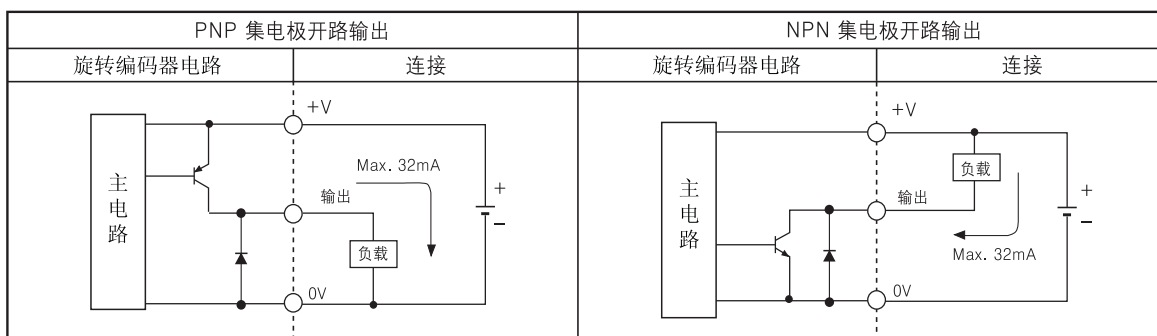 PNP 集电极开路输出
NPN 集电极开路输出
旋转编码器电路
连接
旋转编码器电路
连接
+V
主电路
Max. 32mA
输出
负载
+
−
0V
+V
主电路
负载
输出
Max. 32mA
+
−
0V